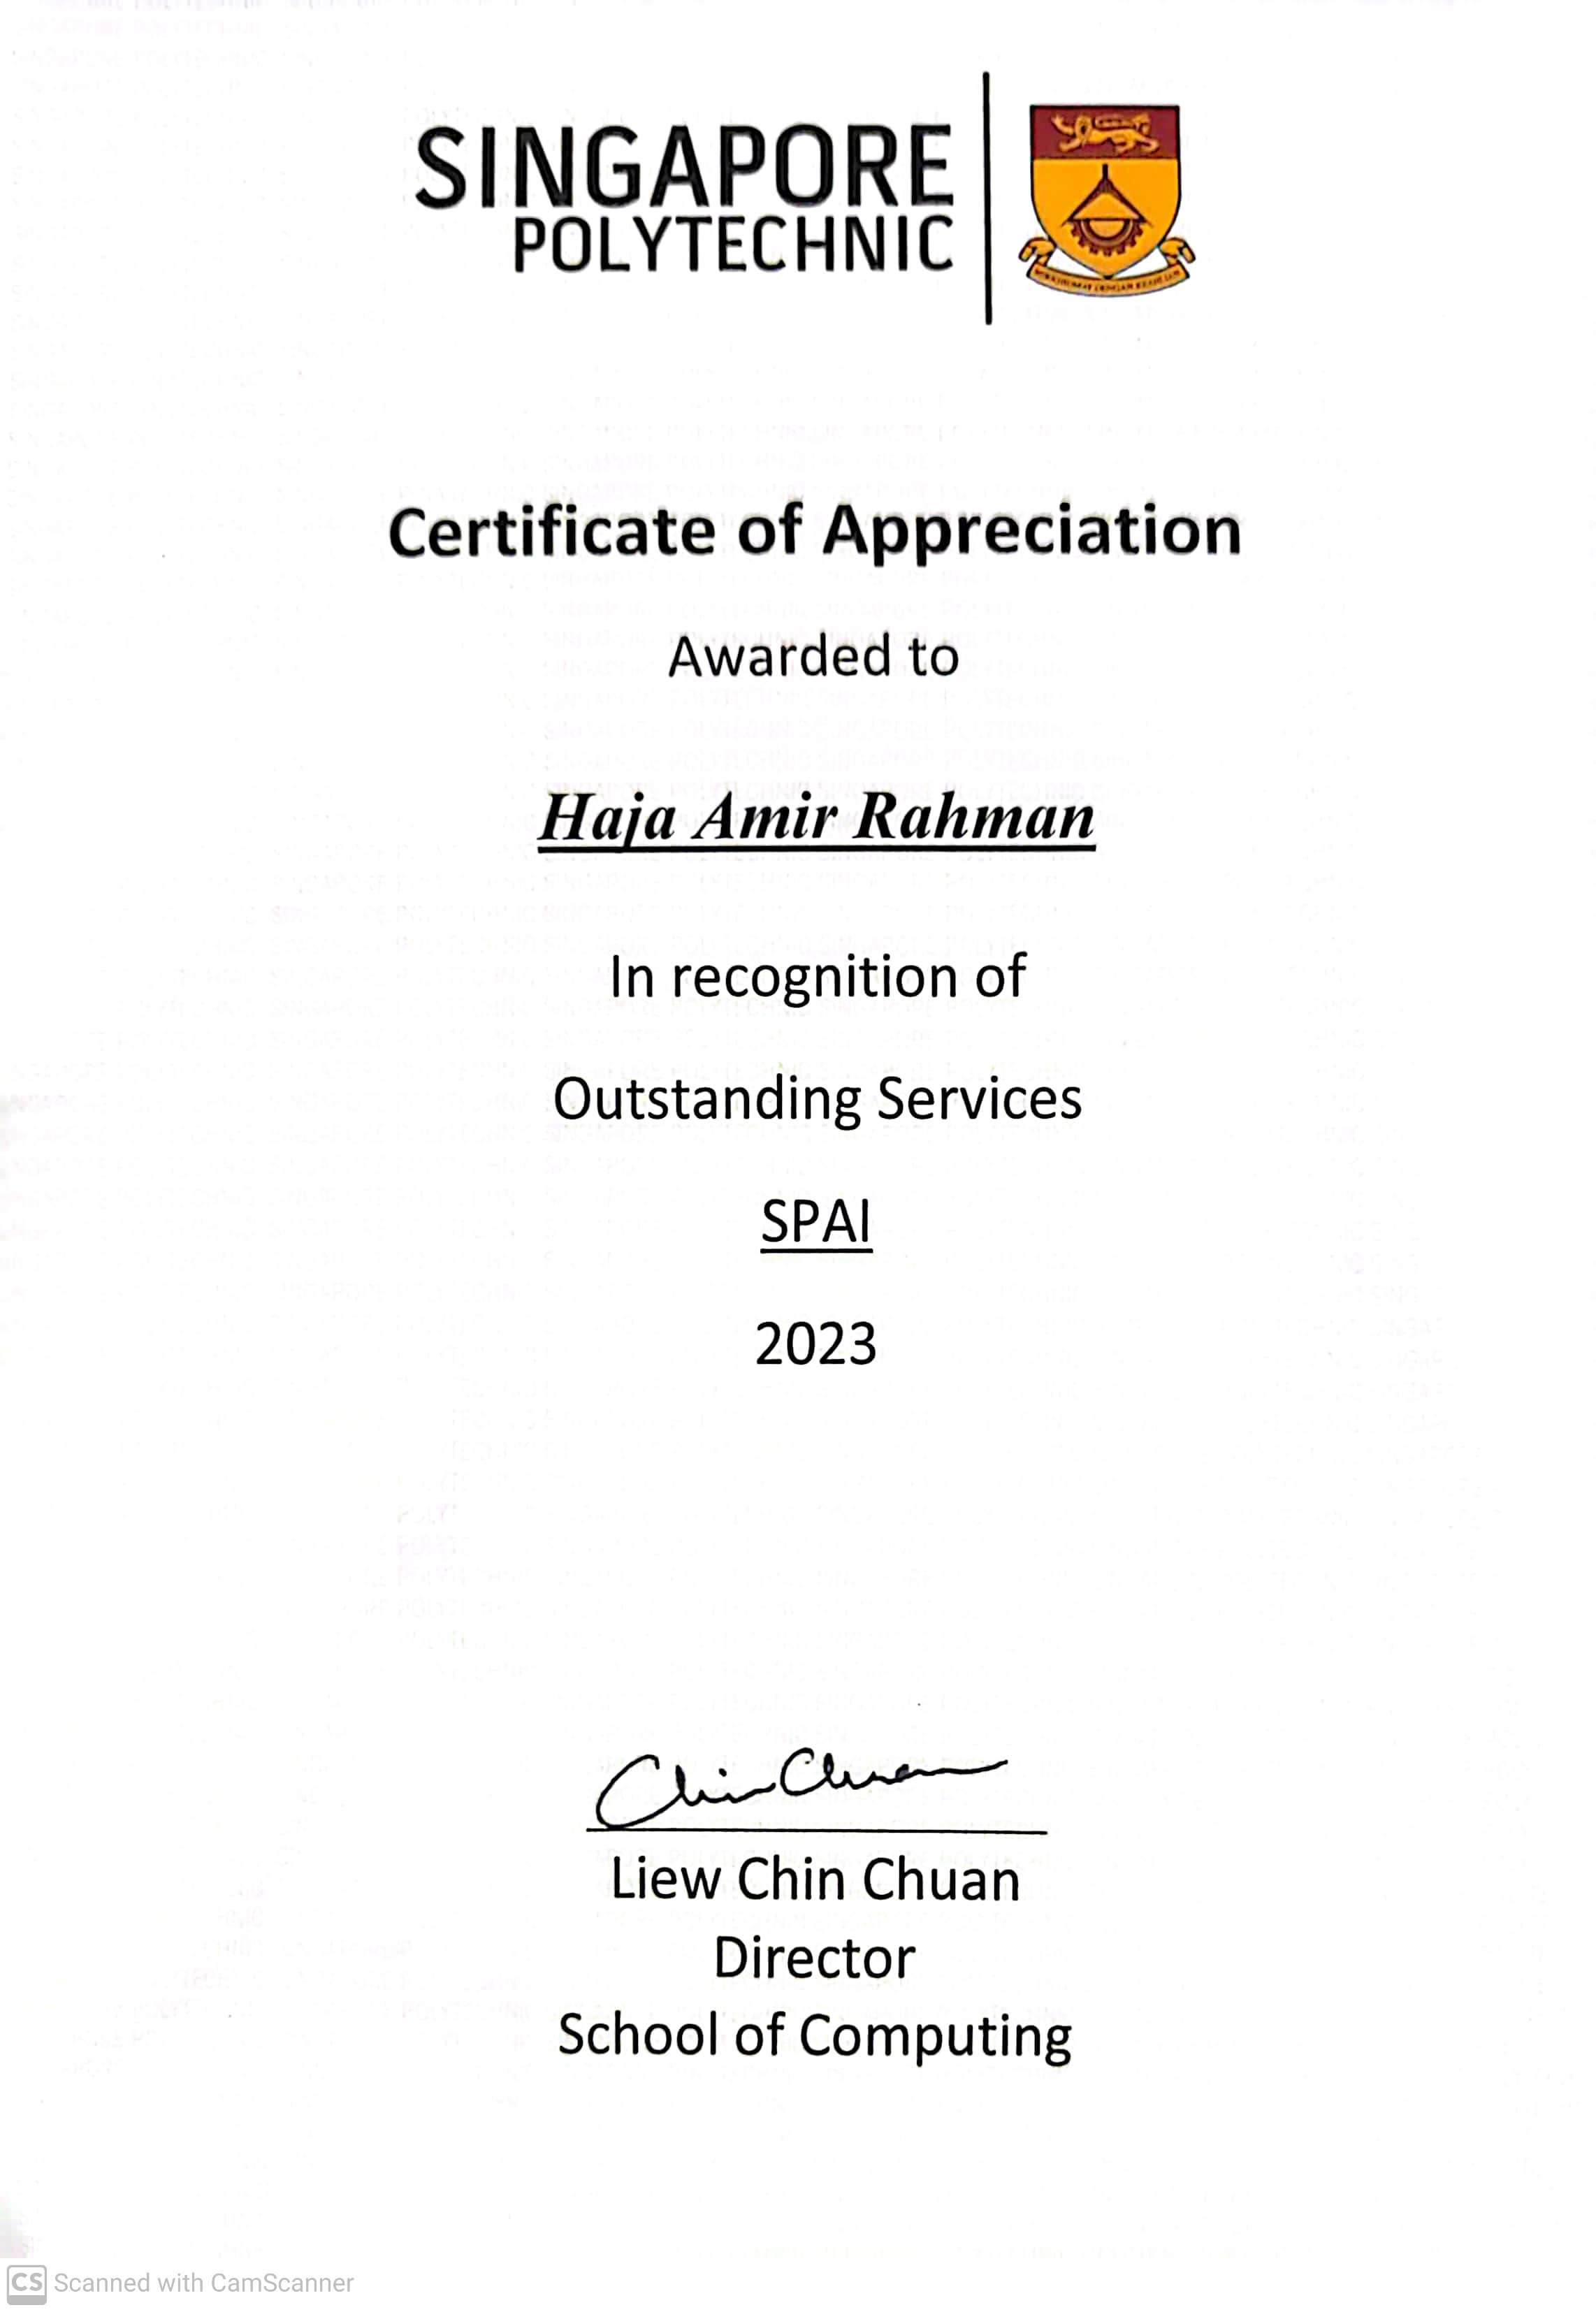 SINGAPORE
POLYTECHNIC
Certificate of Appreciation
Awarded to
Haja Amir Rahman
In recognition of
Outstanding Services
SPAI
2023
Chin Chuan
Liew Chin Chuan
Director
School of Computing
CS Scanned with CamScanner